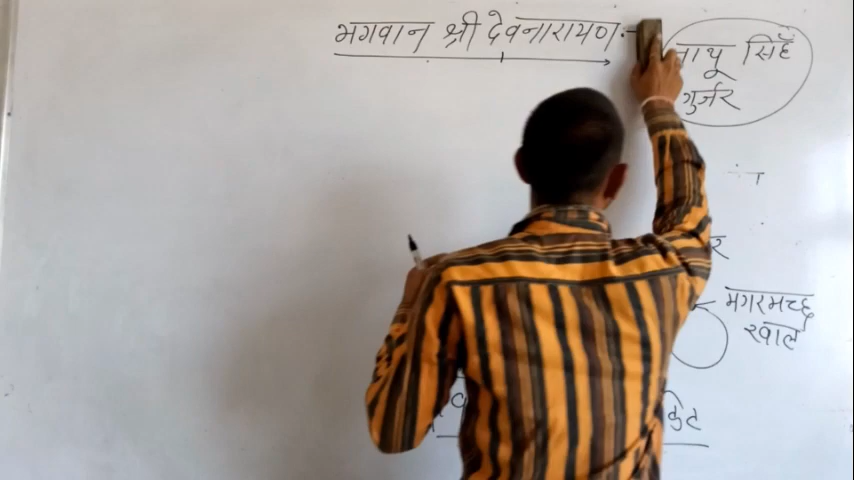 भगवान श्री देवनारायण:-
नाथू सिहँ
गुर्जर
मगरमच्छ
खाल